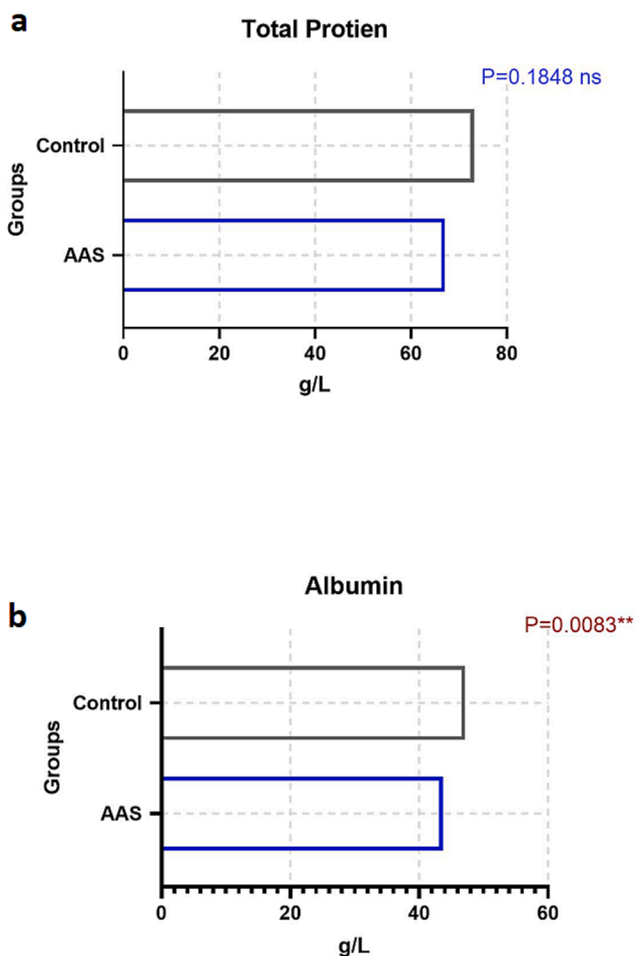 a
Total Protien
P=0.1848 ns
Groups
Control
AAS
0 20 40 60 80
g/L
Albumin
b
P=0.0083**
Groups
Control
AAS
0 20 40 60
g/L